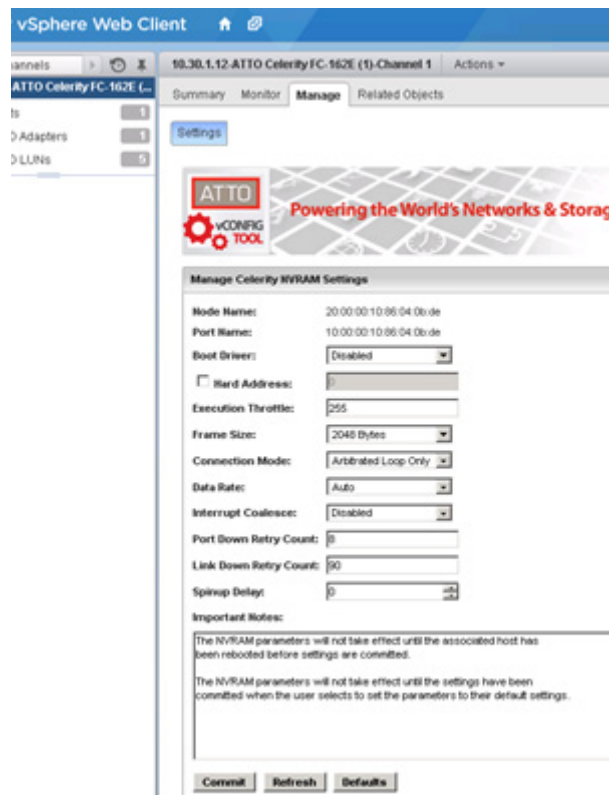 vSphere Web Client
annels
10.30.1.12-ATTO Celerity FC-162E (1)-Channel 1 Actions
ATTO Celerity FC-162E (...
Summary Monitor Manage Related Objects
ts 1
O Adapters 1
O LUNs 5
Settings
ATTO
vCONFIG
TOOL
Powering the World's Networks & Storag
Manage Celerity NVRAM Settings
Node Name: 20:00:00:10:86:04:0b:de
Port Name: 10:00:00:10:86:04:0b:de
Boot Driver: Disabled
Hard Address: 0
Execution Throttle: 255
Frame Size: 2048 Bytes
Connection Mode: Arbitrated Loop Only
Data Rate: Auto
Interrupt Coalesce: Disabled
Port Down Retry Count: 8
Link Down Retry Count: 90
Spinup Delay: 0
Important Notes:
The NVRAM parameters will not take effect until the associated host has
been rebooted before settings are committed.
The NVRAM parameters will not take effect until the settings have been
committed when the user selects to set the parameters to their default settings.
Commit Refresh Defaults